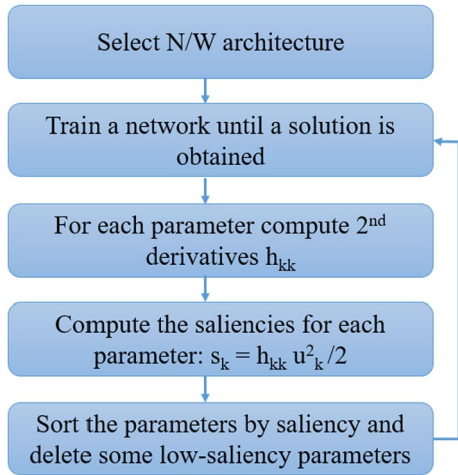 Select N/W architecture
Train a network until a solution is
obtained
For each parameter compute 2ⁿᵈ
derivatives hₖₖ
Compute the saliencies for each
parameter: sₖ = hₖₖ u²ₖ/2
Sort the parameters by saliency and
delete some low-saliency parameters